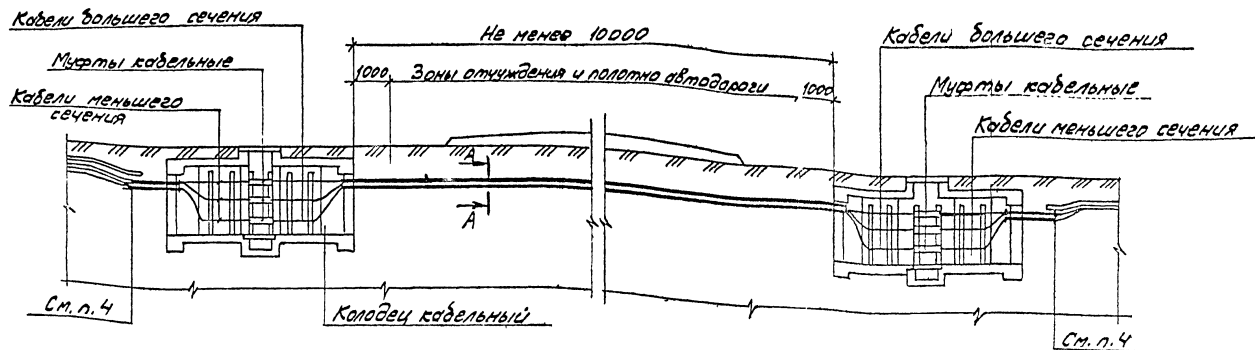 Кабели большего сечения
Не менее 10000
Кабели большего сечения
Муфты кабельные
1000
Зоны отчуждения и полотно автодороги
1000
Муфты кабельные
Кабели меньшего
сечения
Кабели меньшего сечения
А
А
См. п. 4
Колодец кабельный
См. п. 4